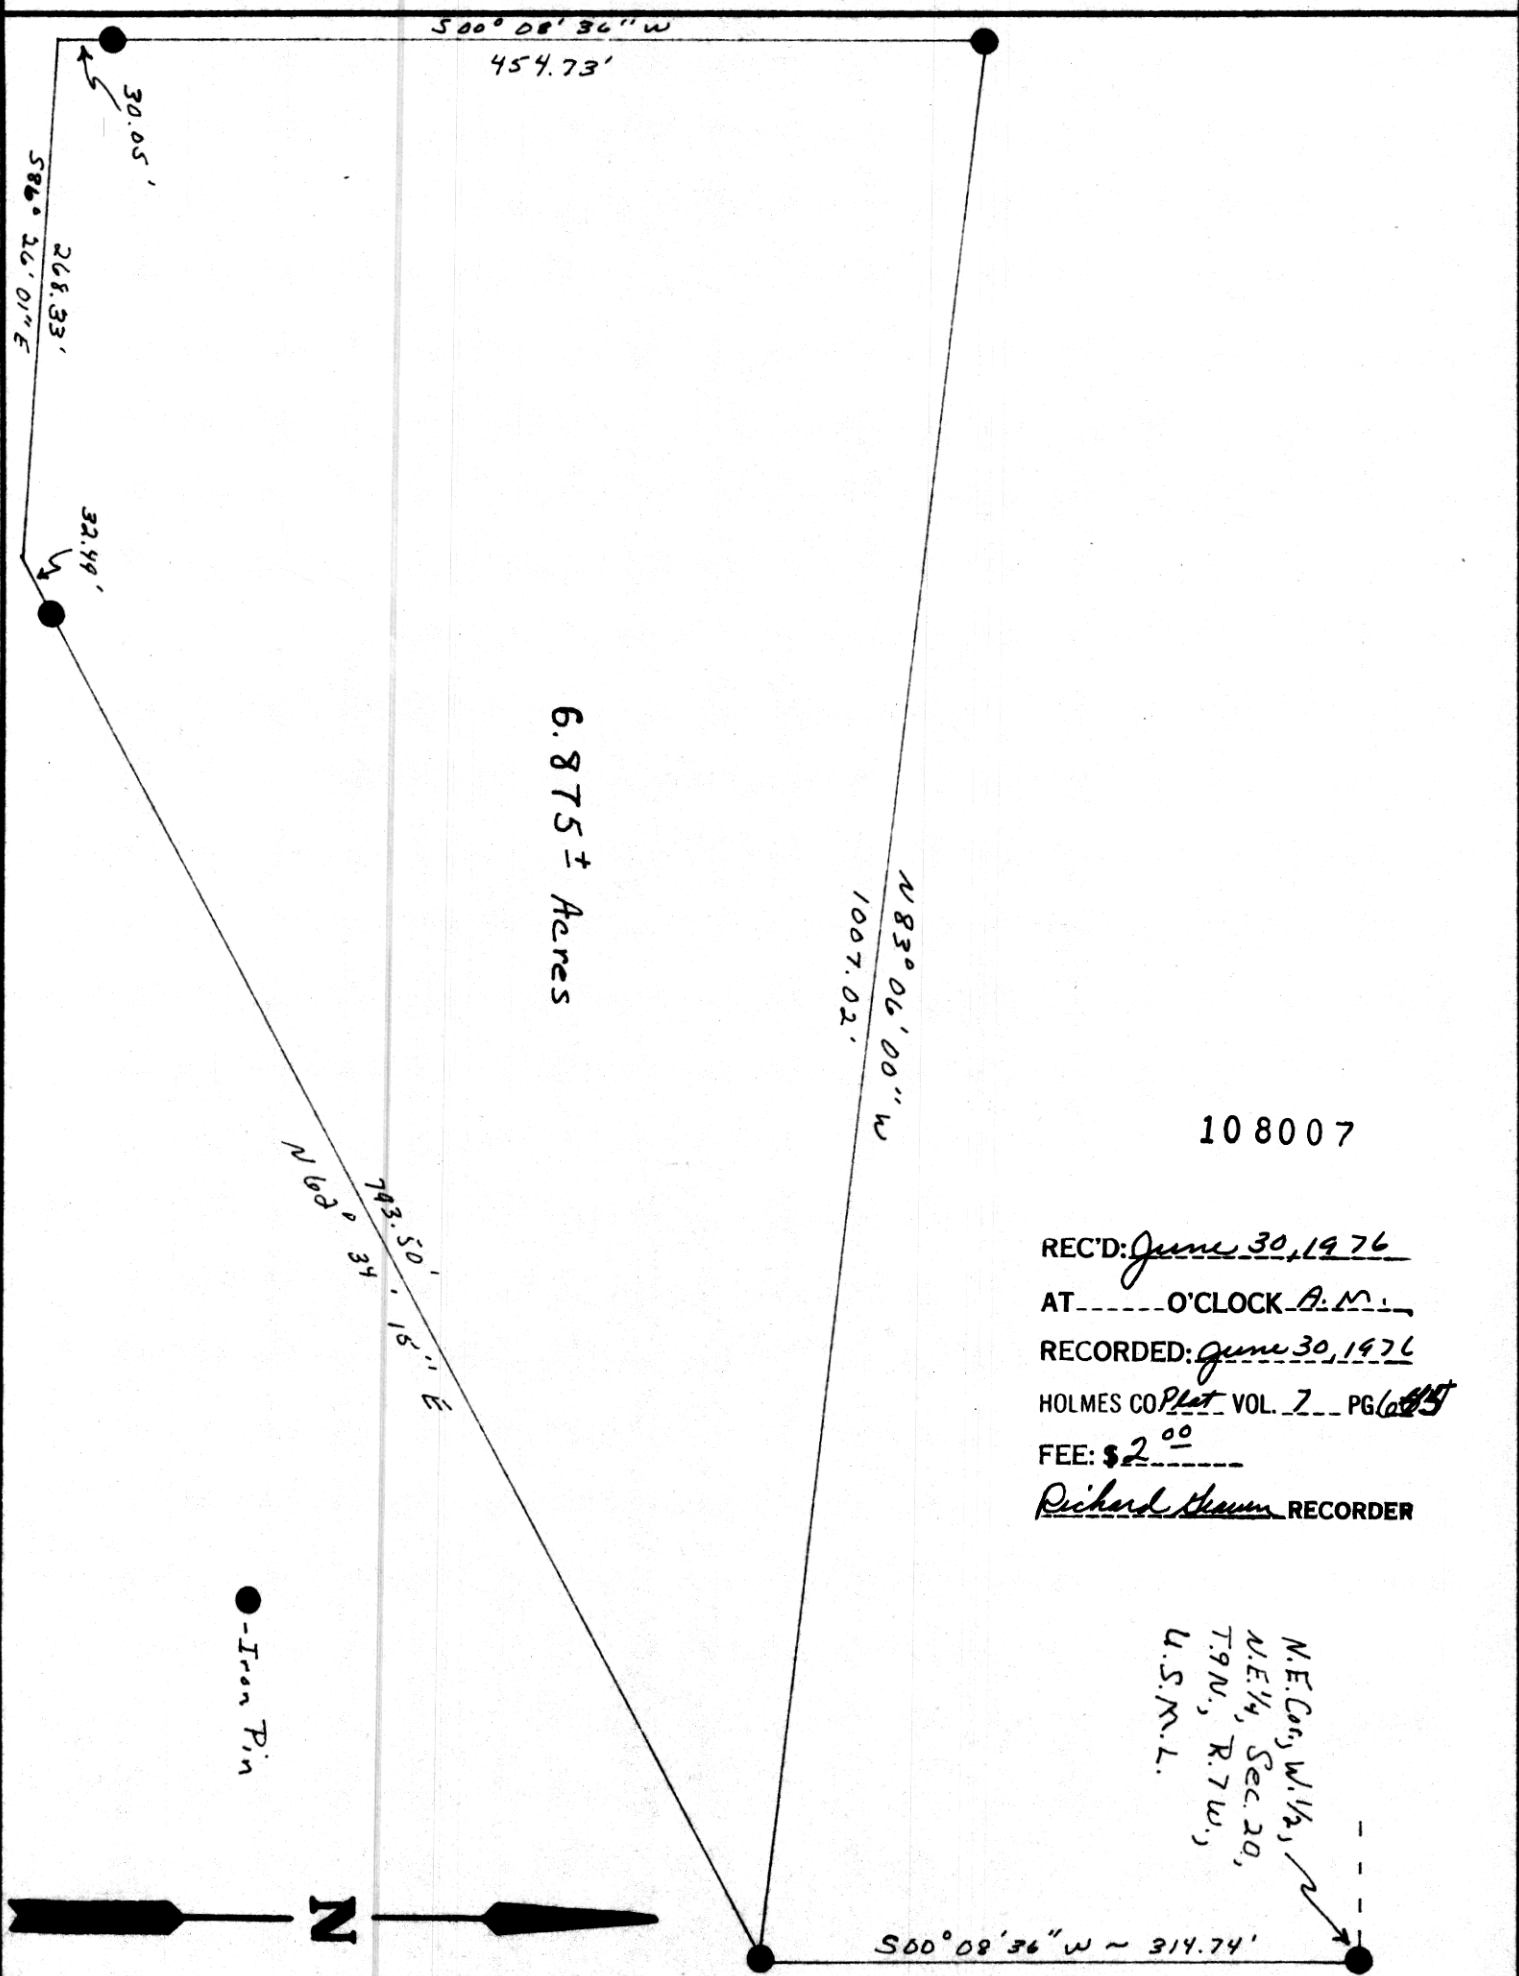 S00° 08' 36" W
454.73'
30.05'
268.33'
S86° 26' 01" E
32.49'
6.875± Acres
N83° 06' 00" W
1007.02'
793.50'
N62° 34' 15" E
108007
REC'D: June 30, 1976
AT ------ O'CLOCK A.M.
RECORDED: June 30, 1976
HOLMES CO Plat VOL. 7 PG
FEE: $2 00
Richard RECORDER
N.E. Cor., W.1/2,
N.E.1/4, Sec. 20,
T.9N., R.7W.,
U.S.M.L.
- Iron Pin
N
S00° 08' 36" W ~ 314.74'